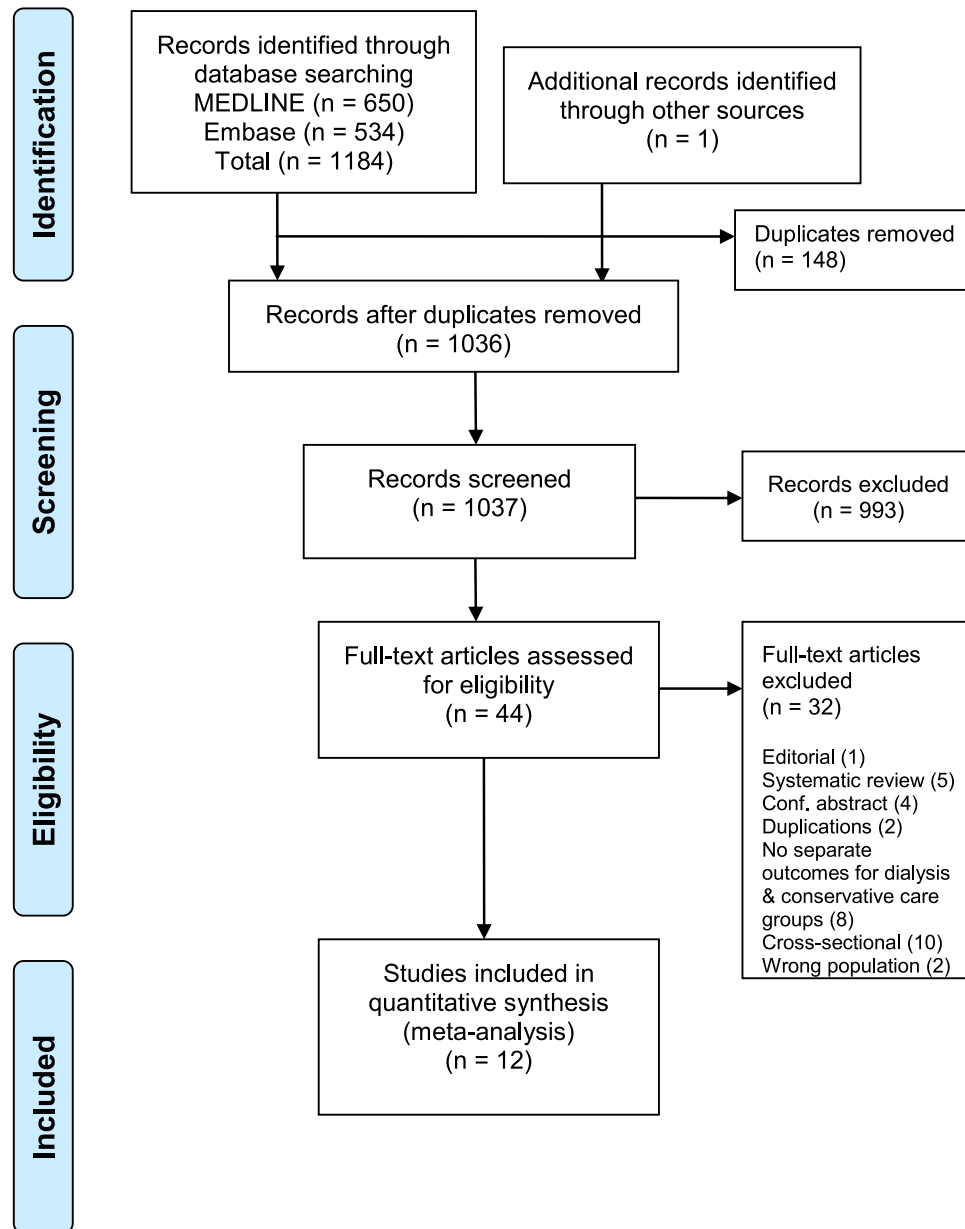 Identification
Records identified through
database searching
MEDLINE (n = 650)
Embase (n = 534)
Total (n = 1184)
Additional records identified
through other sources
(n = 1)
Duplicates removed
(n = 148)
Records after duplicates removed
(n = 1036)
Screening
Records screened
(n = 1037)
Records excluded
(n = 993)
Eligibility
Full-text articles assessed
for eligibility
(n = 44)
Full-text articles
excluded
(n = 32)
Editorial (1)
Systematic review (5)
Conf. abstract (4)
Duplications (2)
No separate
outcomes for dialysis
& conservative care
groups (8)
Cross-sectional (10)
Wrong population (2)
Included
Studies included in
quantitative synthesis
(meta-analysis)
(n = 12)